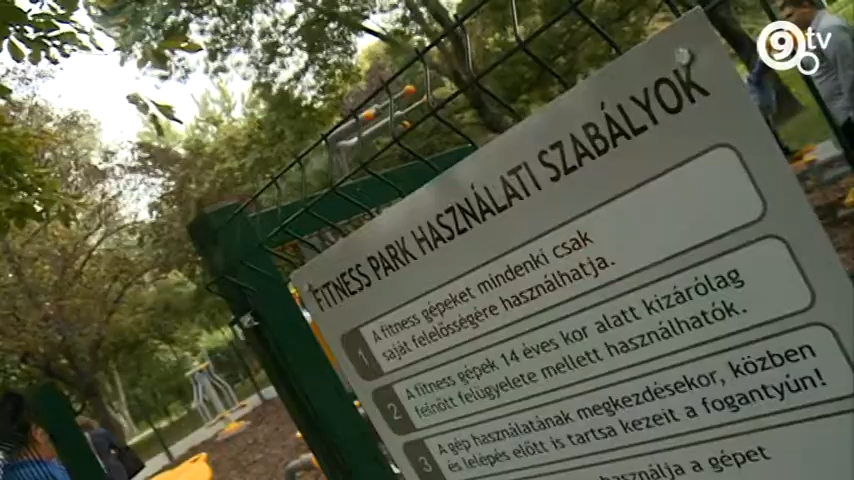 9tv
FITNESS PARK HASZNÁLATI SZABÁLYOK
1
A fitness gépeket mindenki csak
saját felelősségére használhatja.
2
A fitness gépek 14 éves kor alatt kizárólag
felnőtt felügyelete mellett használhatók.
3
A gép használatának megkezdésekor, közben
és lelépés előtt is tartsa kezeit a fogantyún!
használja a gépet